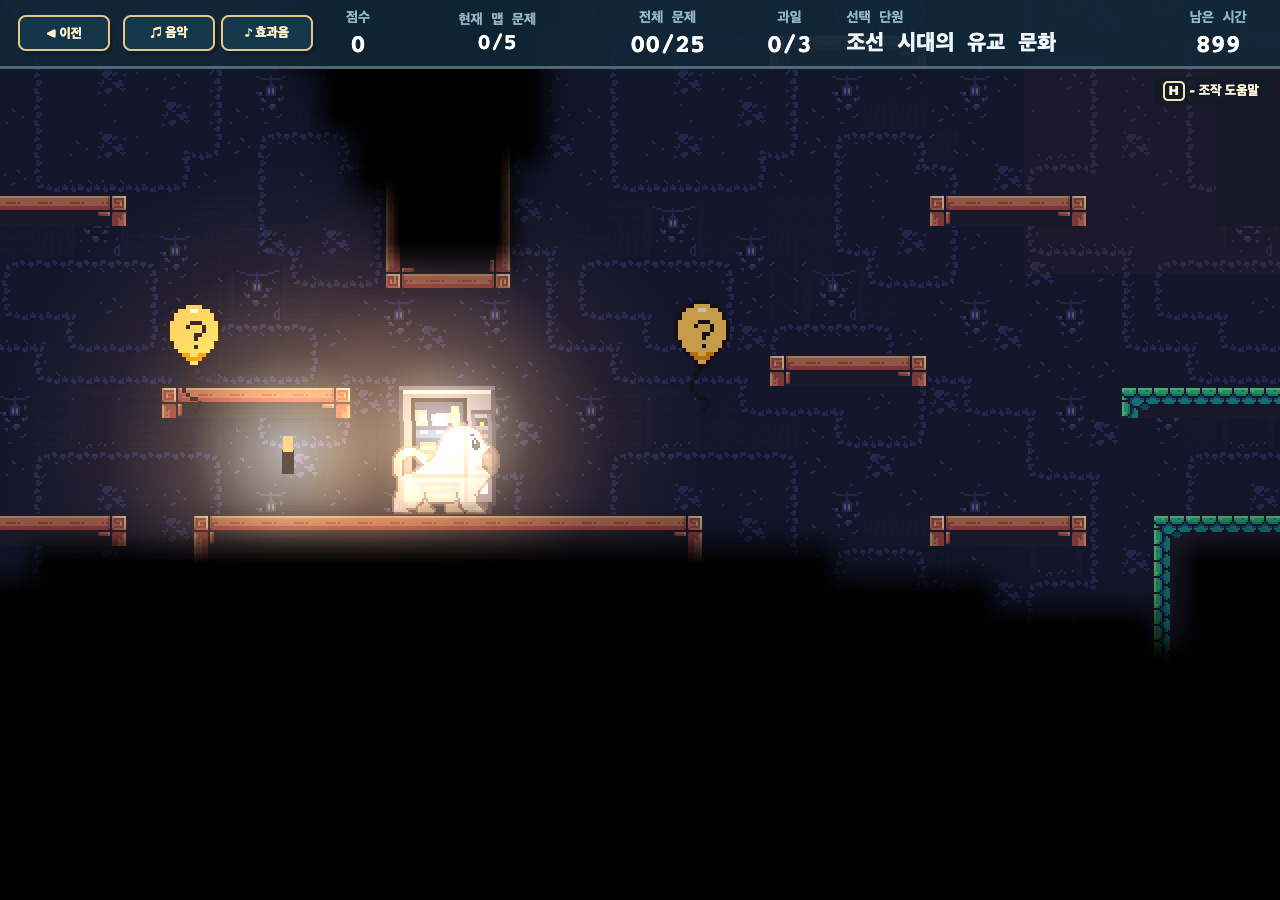 ◀ 이전
♫ 음악
♪ 효과음
점수
0
현재 맵 문제
0/5
전체 문제
00/25
과일
0/3
선택 단원
조선 시대의 유교 문화
남은 시간
899
H - 조작 도움말
?
?